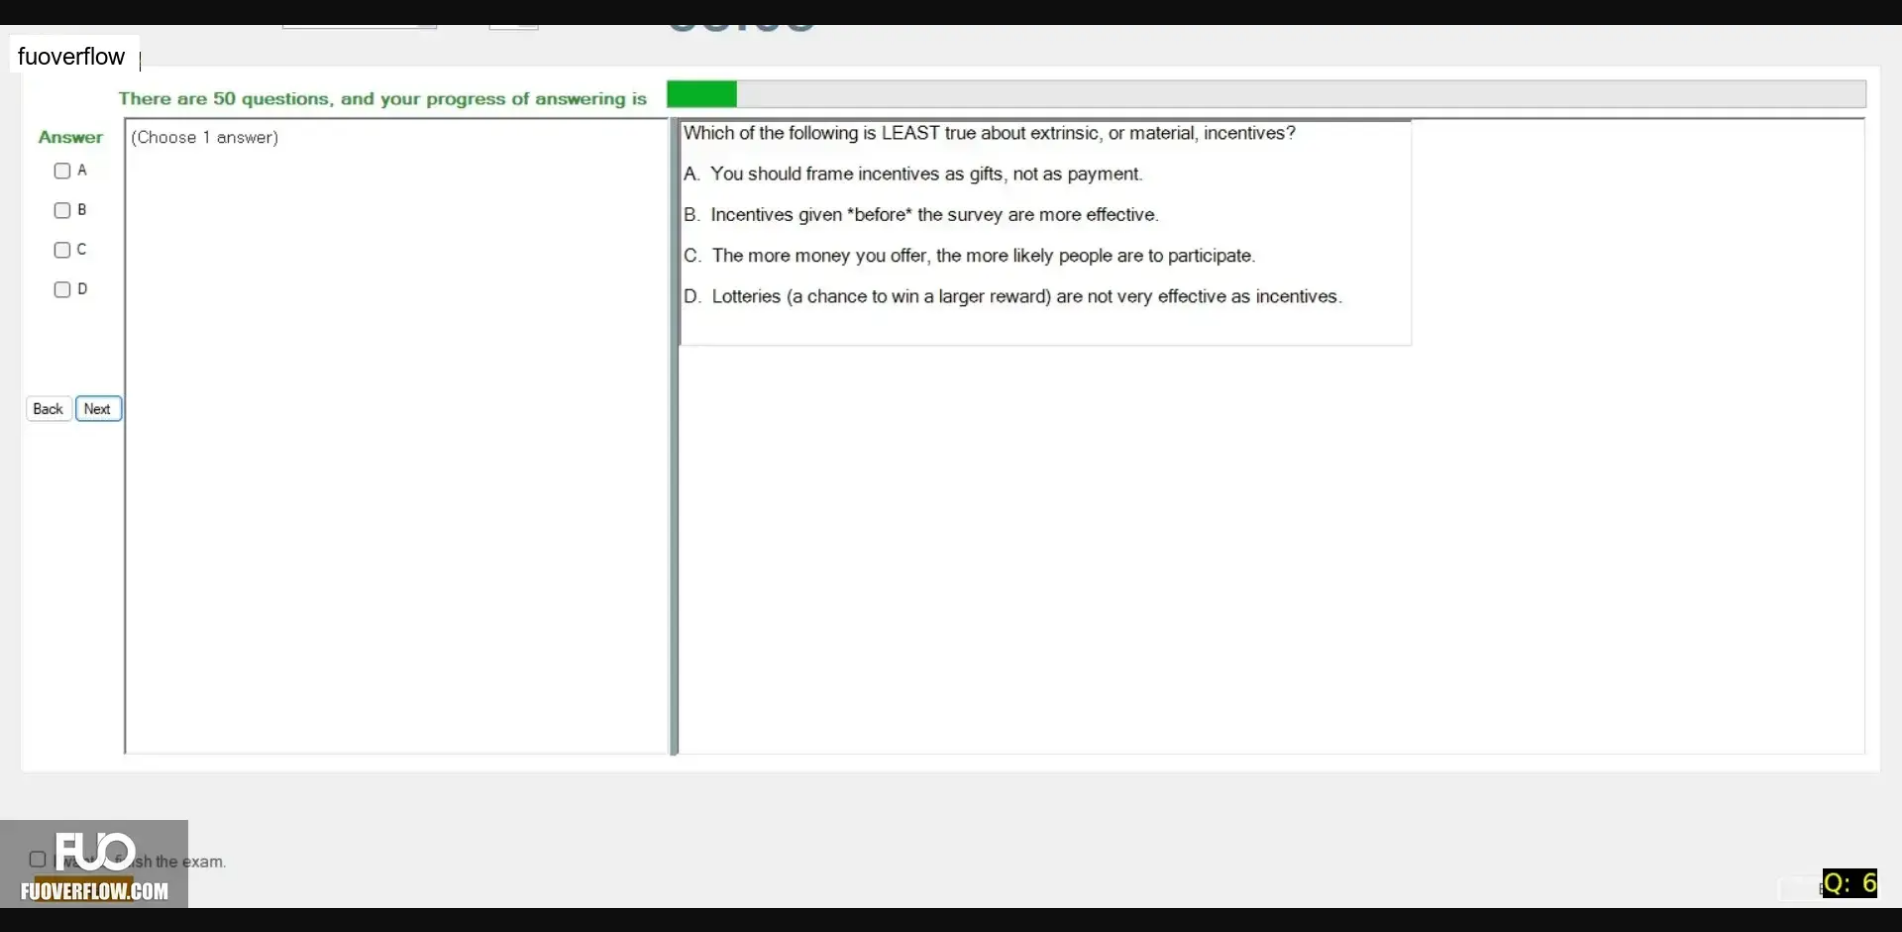 fuoverflow
There are 50 questions, and your progress of answering is
Answer
(Choose 1 answer)
A
B
C
D
Back Next
Which of the following is LEAST true about extrinsic, or material, incentives?
A. You should frame incentives as gifts, not as payment.
B. Incentives given *before* the survey are more effective.
C. The more money you offer, the more likely people are to participate.
D. Lotteries (a chance to win a larger reward) are not very effective as incentives.
FUO
the exam.
FUOVERFLOW.COM
Q: 6